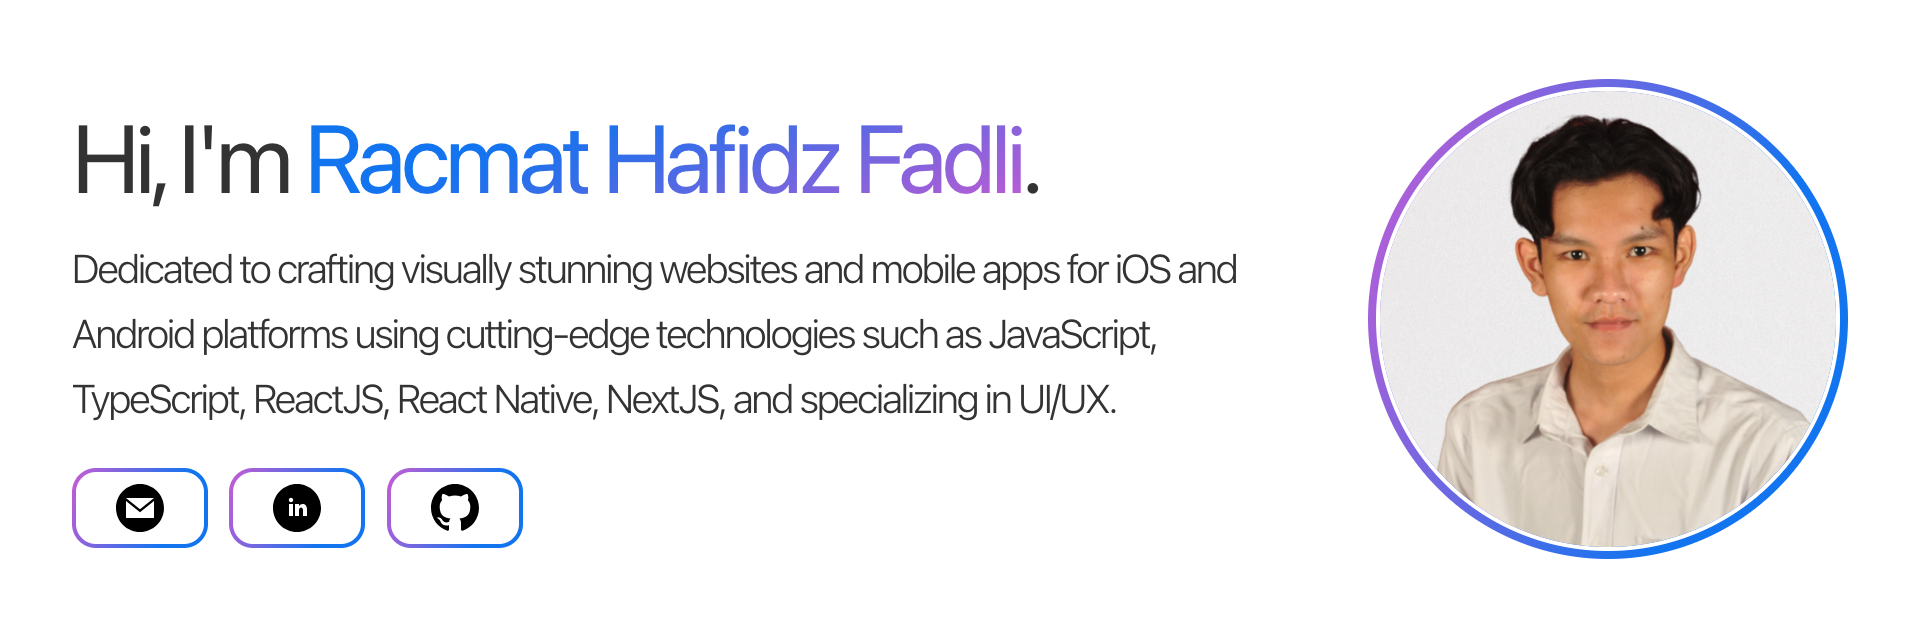 Hi, I'm Racmat Hafidz Fadli.
Dedicated to crafting visually stunning websites and mobile apps for iOS and
Android platforms using cutting-edge technologies such as JavaScript,
TypeScript, ReactJS, React Native, NextJS, and specializing in UI/UX.
in